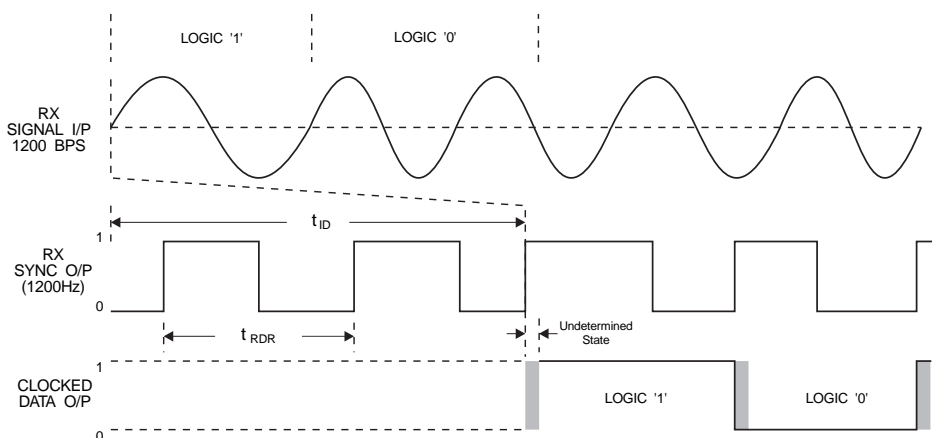 LOGIC '1'
LOGIC '0'
RX
SIGNAL I/P
1200 BPS
t ID
1
RX
SYNC O/P
(1200Hz)
0
t RDR
Undetermined
State
1
CLOCKED
DATA O/P
LOGIC '1'
LOGIC '0'
0